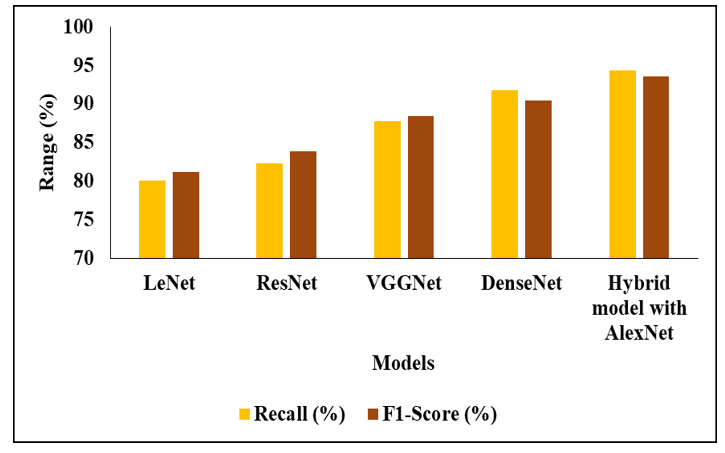 100
95
90
85
80
75
70
Range (%)
LeNet
ResNet
VGGNet
DenseNet
Hybrid
model with
AlexNet
Models
Recall (%)
F1-Score (%)